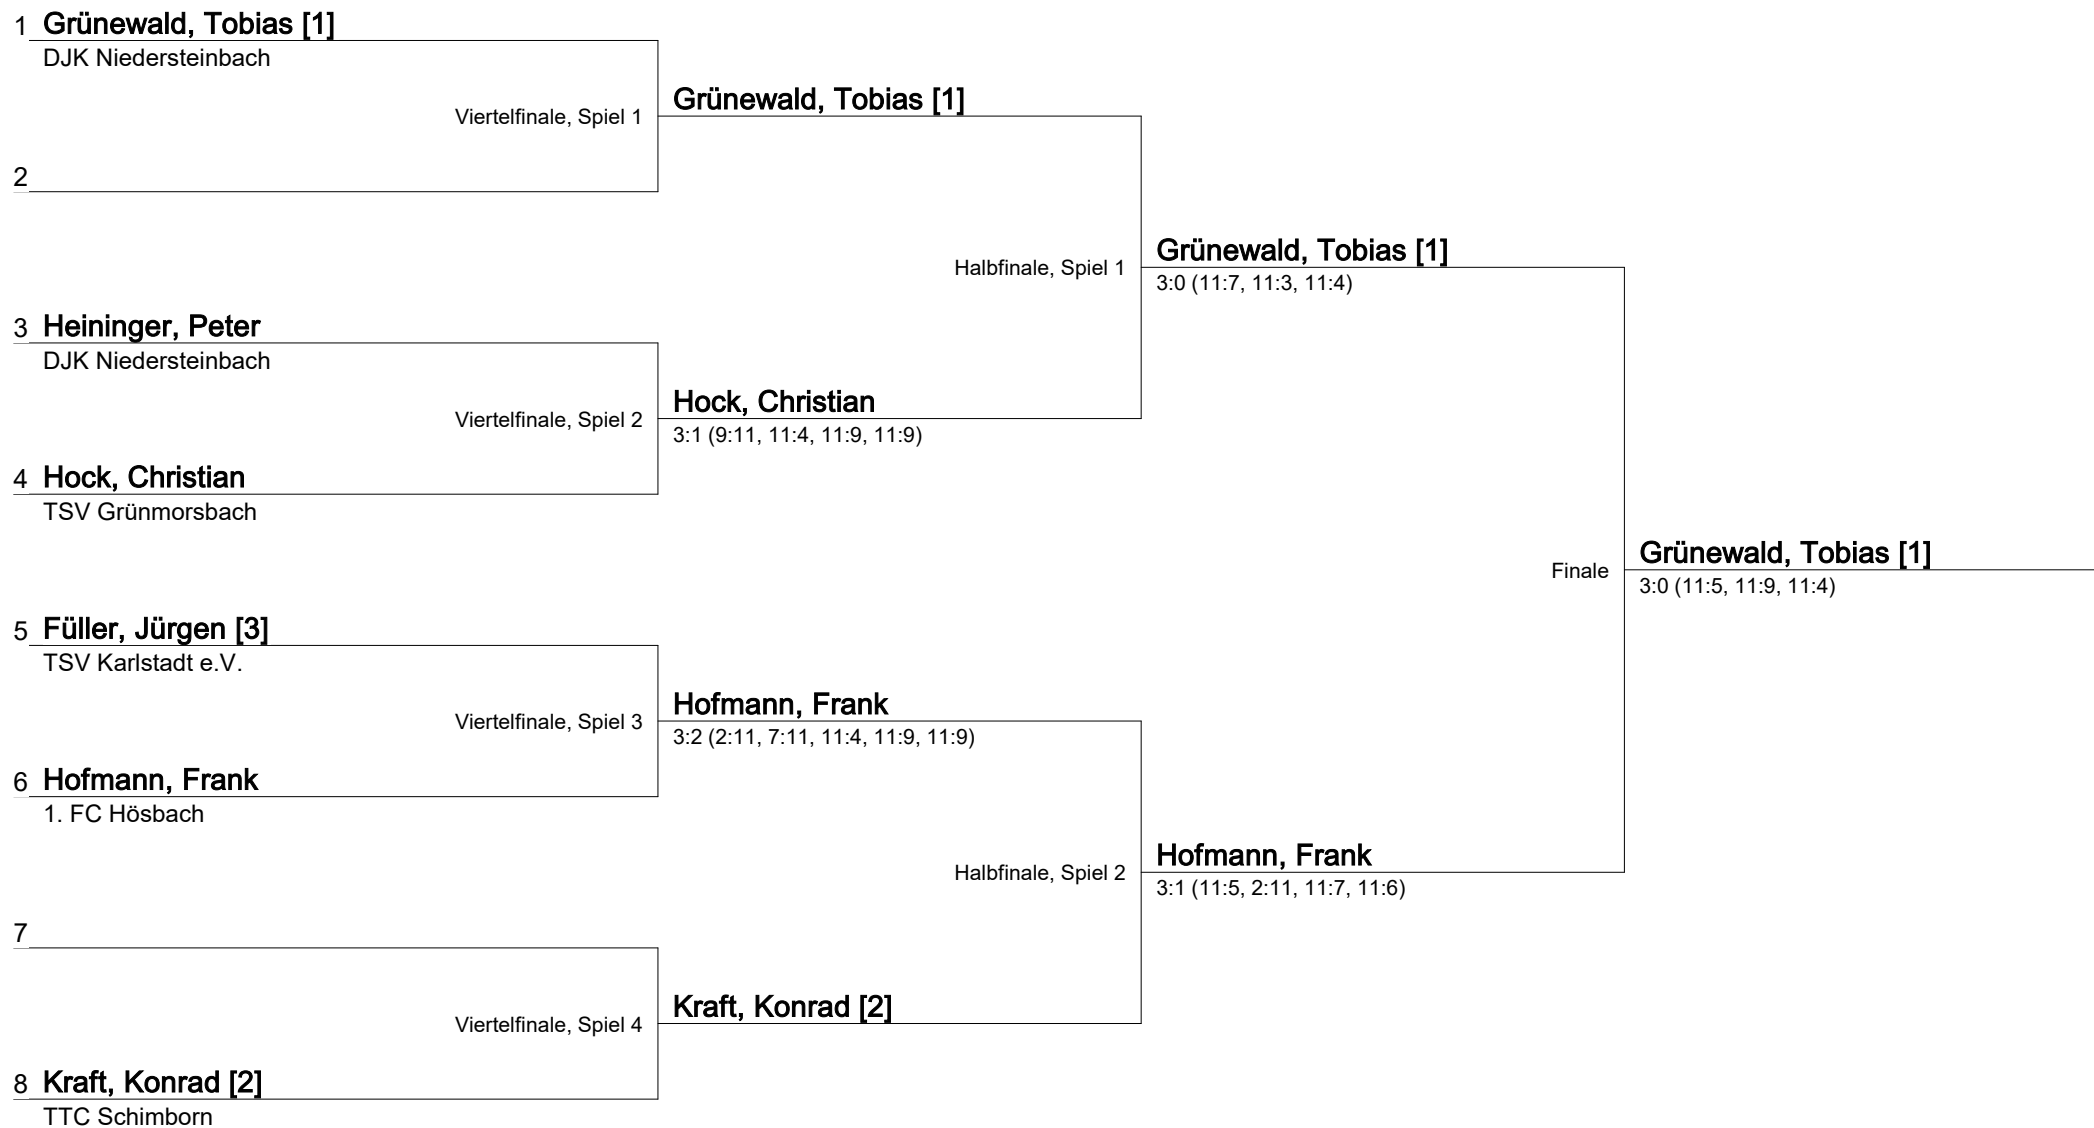 1 Grünewald, Tobias [1]
DJK Niedersteinbach
Viertelfinale, Spiel 1
Grünewald, Tobias [1]
2
Halbfinale, Spiel 1
Grünewald, Tobias [1]
3:0 (11:7, 11:3, 11:4)
3 Heininger, Peter
DJK Niedersteinbach
Viertelfinale, Spiel 2
Hock, Christian
3:1 (9:11, 11:4, 11:9, 11:9)
4 Hock, Christian
TSV Grünmorsbach
Finale
Grünewald, Tobias [1]
3:0 (11:5, 11:9, 11:4)
5 Füller, Jürgen [3]
TSV Karlstadt e.V.
Viertelfinale, Spiel 3
Hofmann, Frank
3:2 (2:11, 7:11, 11:4, 11:9, 11:9)
6 Hofmann, Frank
1. FC Hösbach
Halbfinale, Spiel 2
Hofmann, Frank
3:1 (11:5, 2:11, 11:7, 11:6)
7
Viertelfinale, Spiel 4
Kraft, Konrad [2]
8 Kraft, Konrad [2]
TTC Schimborn